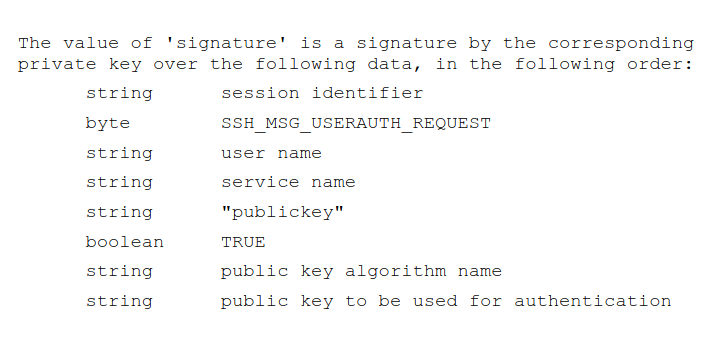 The value of 'signature' is a signature by the corresponding
private key over the following data, in the following order:
string session identifier
byte SSH_MSG_USERAUTH_REQUEST
string user name
string service name
string "publickey"
boolean TRUE
string public key algorithm name
string public key to be used for authentication